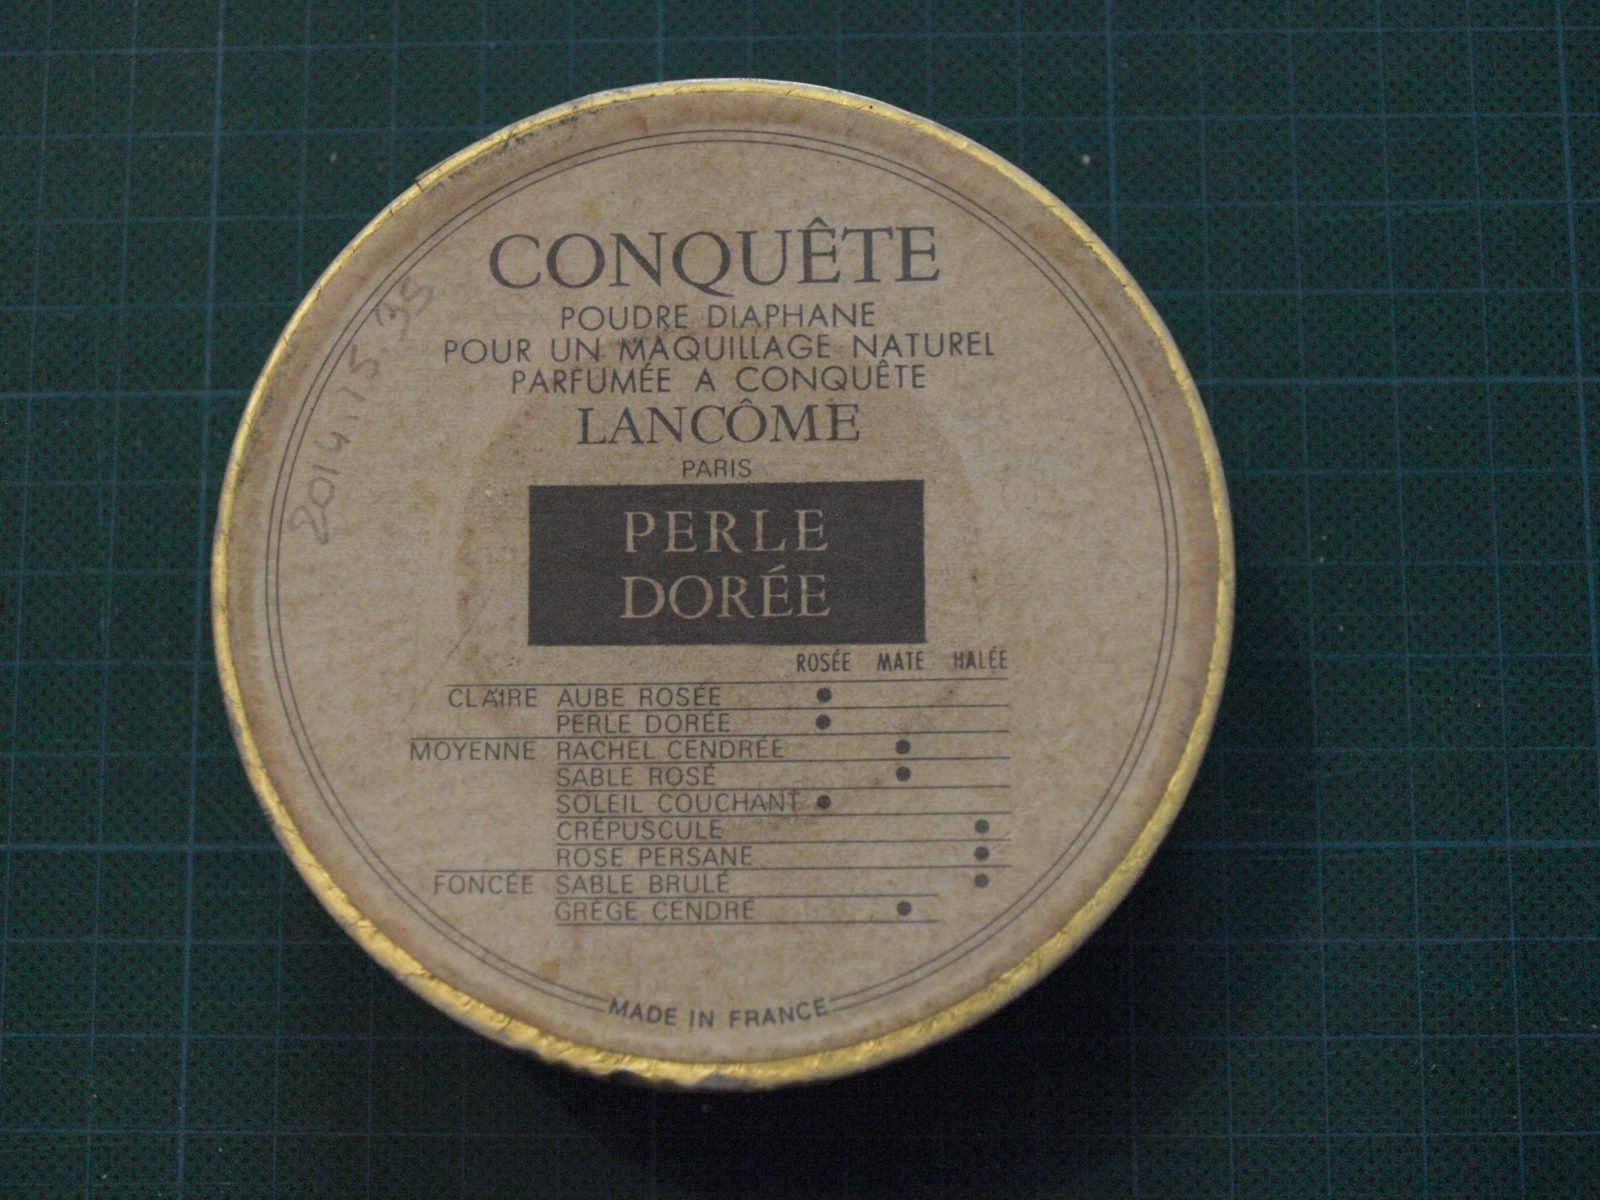 CONQUÊTE
POUDRE DIAPHANE
POUR UN MAQUILLAGE NATUREL
PARFUMÉE A CONQUÊTE
LANCÔME
PARIS
PERLE
DORÉE
ROSÉE MATE HALÉE
CLAIRE AUBE ROSÉE ●
PERLE DORÉE ●
MOYENNE RACHEL CENDRÉE ●
SABLE ROSÉ ●
SOLEIL COUCHANT ●
CRÉPUSCULE ●
ROSE PERSANE ●
FONCÉE SABLE BRULÉ ●
GRÈGE CENDRÉ ●
MADE IN FRANCE
2014.15.35